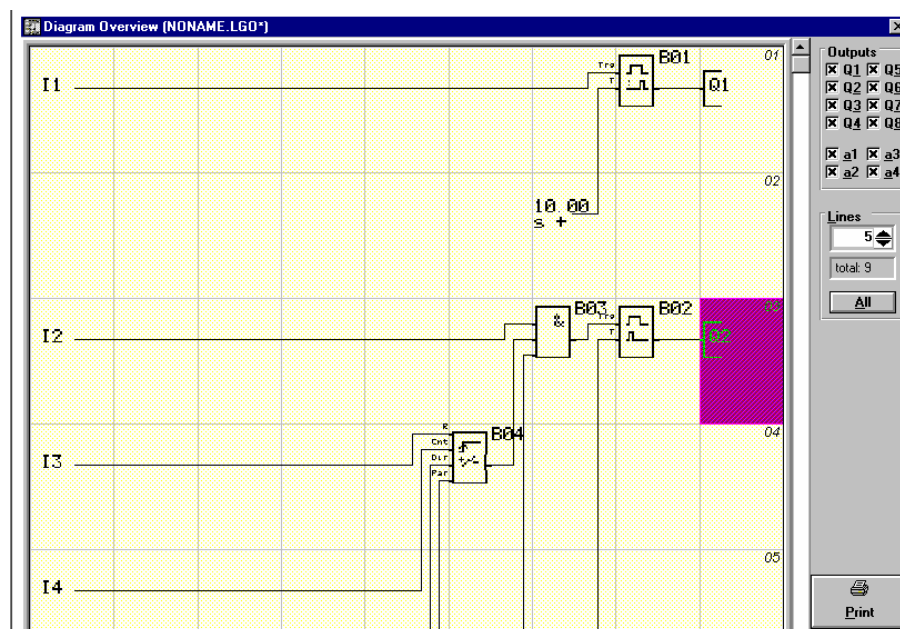 Diagram Overview (NONAME.LGO*)
01
B01
Trg
T
I1
Q1
02
10.00
s +
03
B03
B02
&
Trg
T
I2
Q2
04
B04
R
Cnt
Dir
Par
+/-
I3
05
I4
Outputs
Q1 Q5
Q2 Q6
Q3 Q7
Q4 Q8
a1 a3
a2 a4
Lines
5
total: 9
All
Print